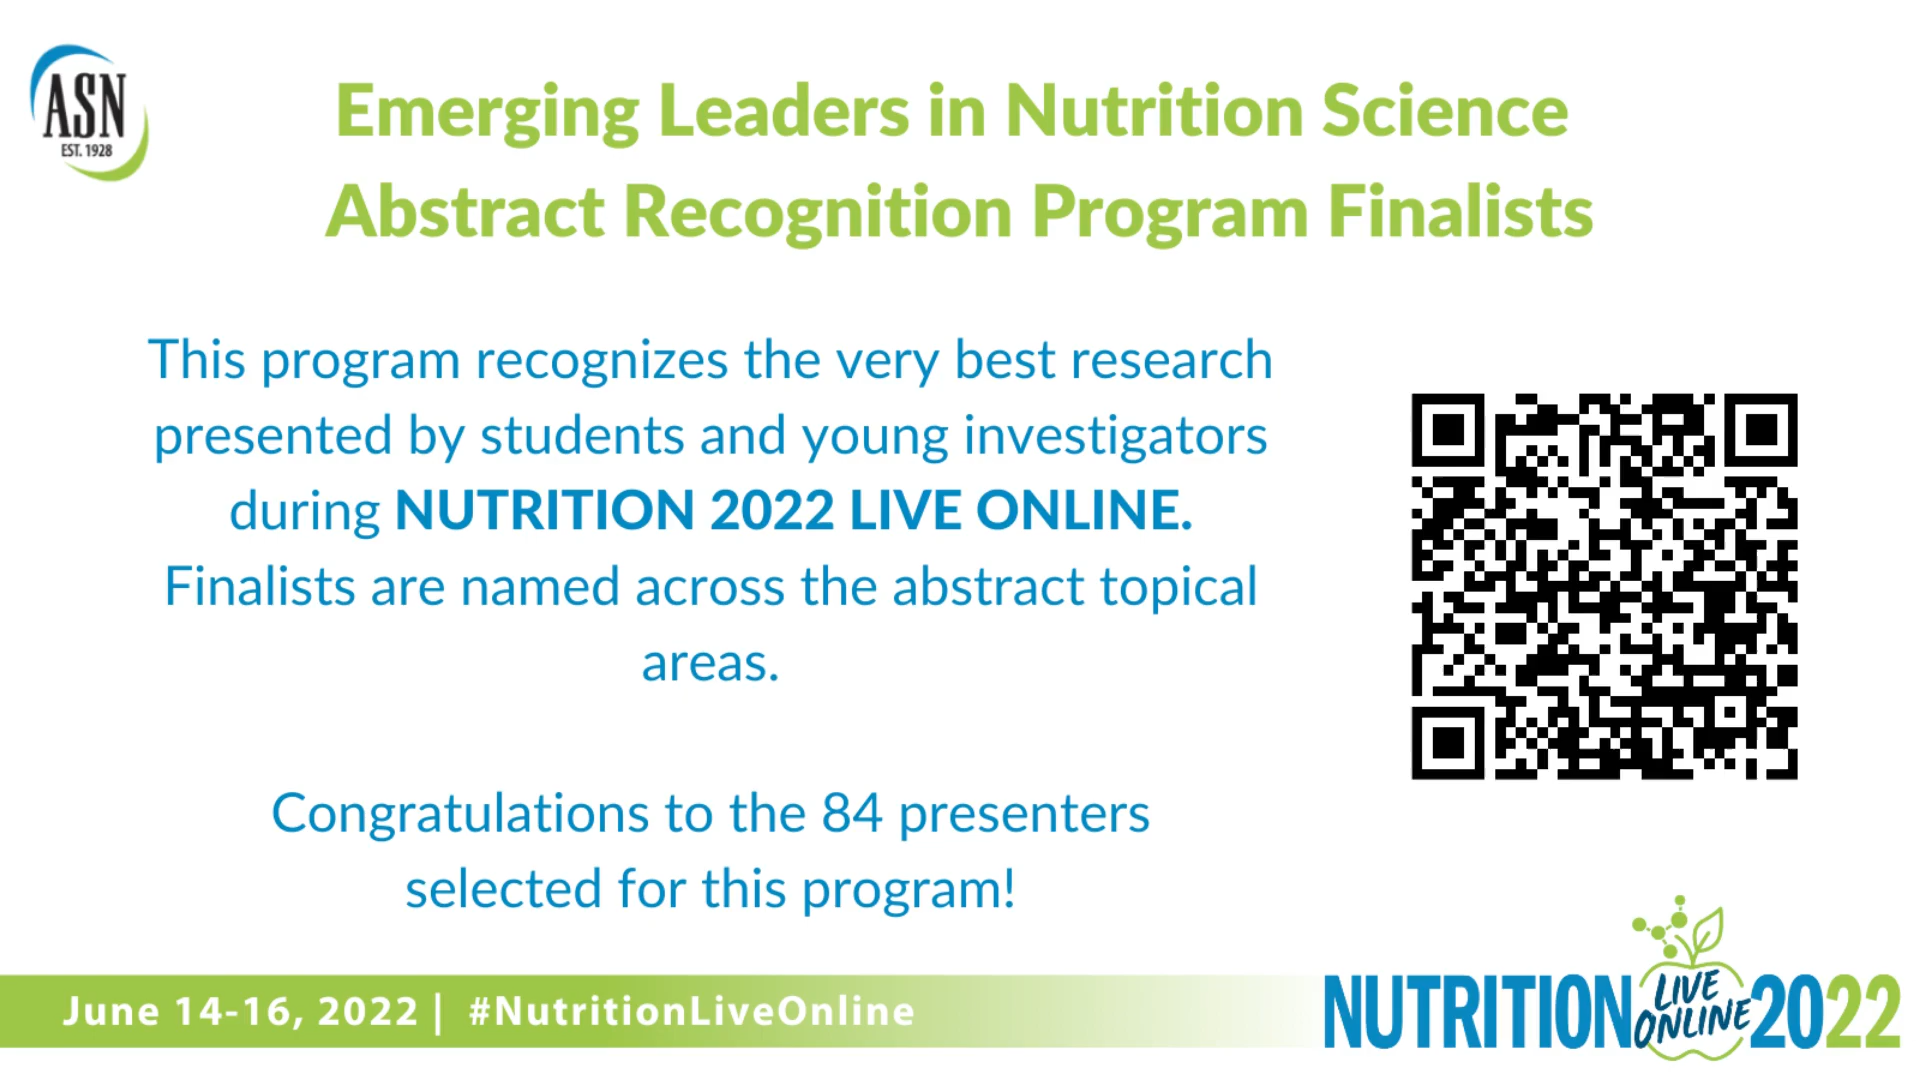 ASN
EST. 1928
Emerging Leaders in Nutrition Science
Abstract Recognition Program Finalists
This program recognizes the very best research
presented by students and young investigators
during NUTRITION 2022 LIVE ONLINE.
Finalists are named across the abstract topical
areas.
Congratulations to the 84 presenters
selected for this program!
June 14-16, 2022 | #NutritionLiveOnline
NUTRITION LIVE ONLINE 2022